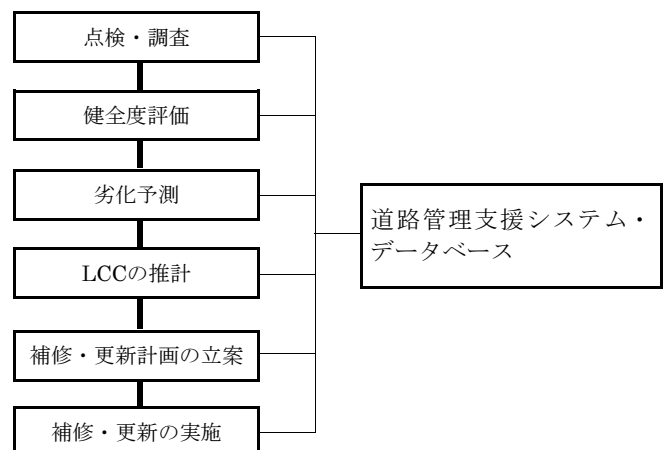 点検・調査
健全度評価
劣化予測
LCCの推計
補修・更新計画の立案
補修・更新の実施
道路管理支援システム・
データベース